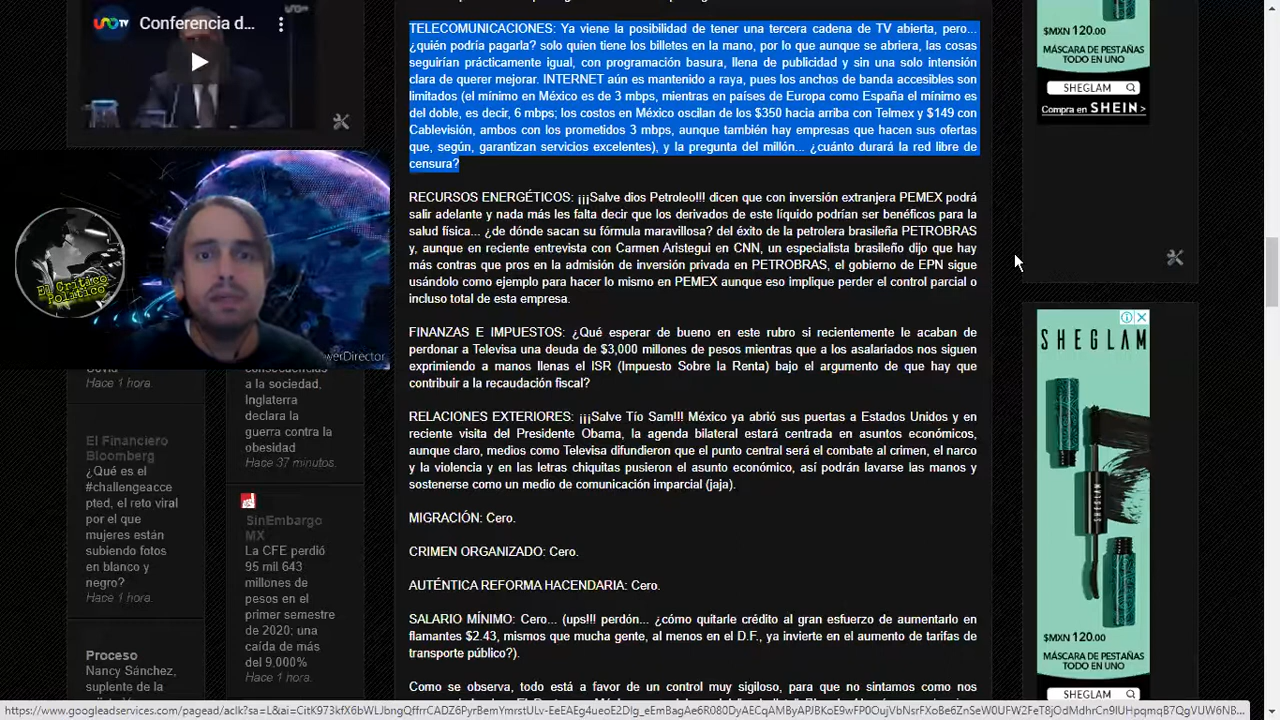 UNO TV
Conferencia d...
TELECOMUNICACIONES: Ya viene la posibilidad de tener una tercera cadena de TV abierta, pero...
¿quién podría pagarla? solo quien tiene los billetes en la mano, por lo que aunque se abriera, las cosas
seguirían prácticamente igual, con programación basura, llena de publicidad y sin una solo intensión
clara de querer mejorar. INTERNET aún es mantenido a raya, pues los anchos de banda accesibles son
limitados (el mínimo en México es de 3 mbps, mientras en países de Europa como España el mínimo es
del doble, es decir, 6 mbps; los costos en México oscilan de los $350 hacia arriba con Telmex y $149 con
Cablevisión, ambos con los prometidos 3 mbps, aunque también hay empresas que hacen sus ofertas
que, según, garantizan servicios excelentes), y la pregunta del millón... ¿cuánto durará la red libre de
censura?
RECURSOS ENERGÉTICOS: ¡¡¡Salve dios Petroleo!!! dicen que con inversión extranjera PEMEX podrá
salir adelante y nada más les falta decir que los derivados de este líquido podrían ser benéficos para la
salud física... ¿de dónde sacan su fórmula maravillosa? del éxito de la petrolera brasileña PETROBRAS
y, aunque en reciente entrevista con Carmen Aristegui en CNN, un especialista brasileño dijo que hay
más contras que pros en la admisión de inversión privada en PETROBRAS, el gobierno de EPN sigue
usándolo como ejemplo para hacer lo mismo en PEMEX aunque eso implique perder el control parcial o
incluso total de esta empresa.
FINANZAS E IMPUESTOS: ¿Qué esperar de bueno en este rubro si recientemente le acaban de
perdonar a Televisa una deuda de $3,000 millones de pesos mientras que a los asalariados nos siguen
exprimiendo a manos llenas el ISR (Impuesto Sobre la Renta) bajo el argumento de que hay que
contribuir a la recaudación fiscal?
RELACIONES EXTERIORES: ¡¡¡Salve Tío Sam!!! México ya abrió sus puertas a Estados Unidos y en
reciente visita del Presidente Obama, la agenda bilateral estará centrada en asuntos económicos,
aunque claro, medios como Televisa difundieron que el punto central será el combate al crimen, el narco
y la violencia y en las letras chiquitas pusieron el asunto económico, así podrán lavarse las manos y
sostenerse como un medio de comunicación imparcial (jaja).
MIGRACIÓN: Cero.
CRIMEN ORGANIZADO: Cero.
AUTÉNTICA REFORMA HACENDARIA: Cero.
SALARIO MÍNIMO: Cero... (ups!!! perdón... ¿cómo quitarle crédito al gran esfuerzo de aumentarlo en
flamantes $2.43, mismos que mucha gente, al menos en el D.F., ya invierte en el aumento de tarifas de
transporte público?).
Como se observa, todo está a favor de un control muy sigiloso, para que no sintamos como nos
El Crítico
Polático
werDirector
Hace 1 hora.
El Financiero
Bloomberg
¿Qué es el
#challengeacce
pted, el reto viral
por el que
mujeres están
subiendo fotos
en blanco y
negro?
Hace 1 hora.
Proceso
Nancy Sánchez,
suplente de la
consecuencias
a la sociedad,
Inglaterra
declara la
guerra contra la
obesidad
Hace 37 minutos.
SinEmbargo
MX
La CFE perdió
95 mil 643
millones de
pesos en el
primer semestre
de 2020; una
caída de más
del 9,000%
Hace 1 hora.
$MXN 120.00
MÁSCARA DE PESTAÑAS
TODO EN UNO
SHEGLAM
Compra en SHEIN >
SHEGLAM
$MXN 120.00
MÁSCARA DE PESTAÑAS
TODO EN UNO
SHEGLAM